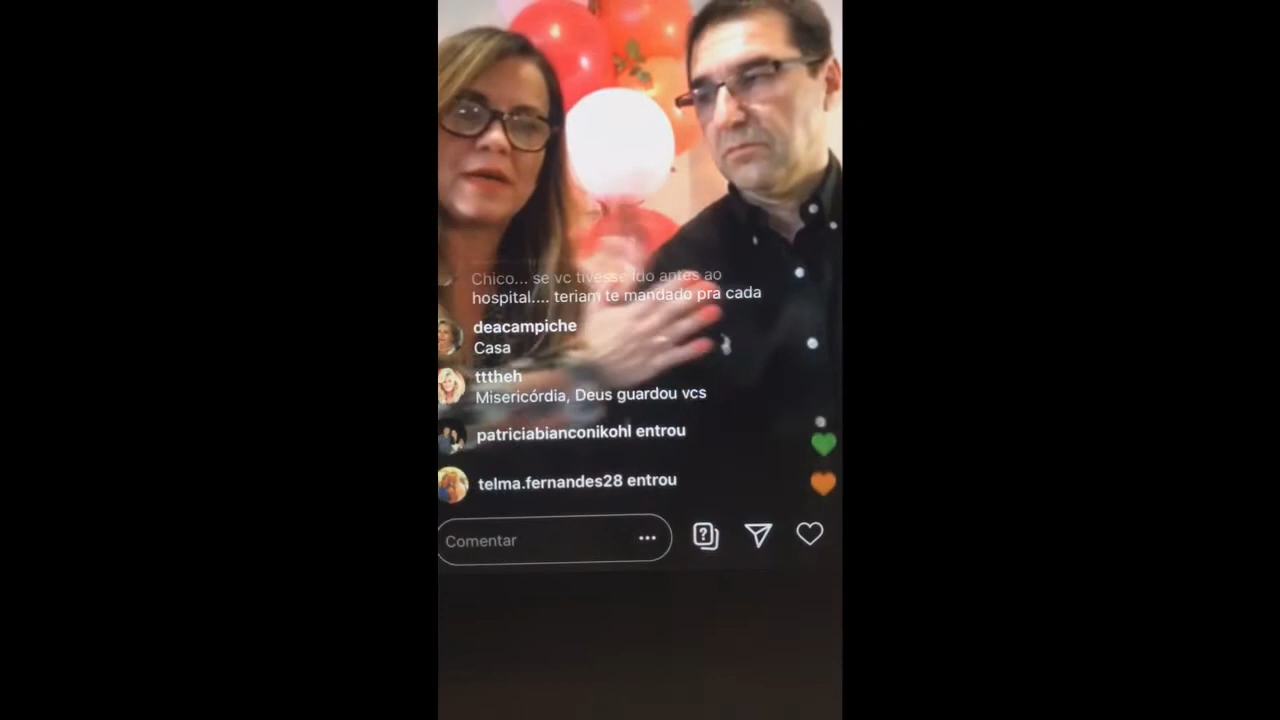 Chico... se vc tivesse ido antes ao
hospital.... teriam te mandado pra cada
deacampiche
Casa
tttheh
Misericórdia, Deus guardou vcs
patriciabianconikohl entrou
telma.fernandes28 entrou
Comentar